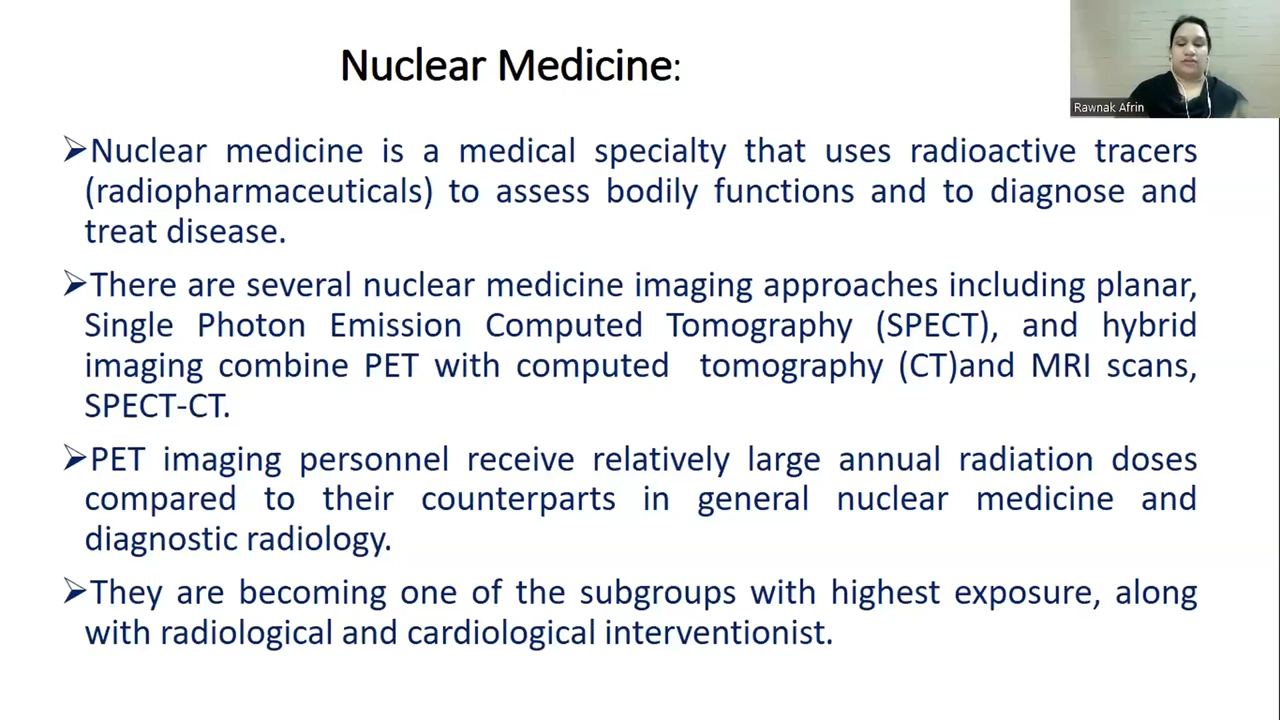 Nuclear Medicine:
Rawnak Afrin
➢Nuclear medicine is a medical specialty that uses radioactive tracers
(radiopharmaceuticals) to assess bodily functions and to diagnose and
treat disease.
➢There are several nuclear medicine imaging approaches including planar,
Single Photon Emission Computed Tomography (SPECT), and hybrid
imaging combine PET with computed tomography (CT)and MRI scans,
SPECT-CT.
➢PET imaging personnel receive relatively large annual radiation doses
compared to their counterparts in general nuclear medicine and
diagnostic radiology.
➢They are becoming one of the subgroups with highest exposure, along
with radiological and cardiological interventionist.